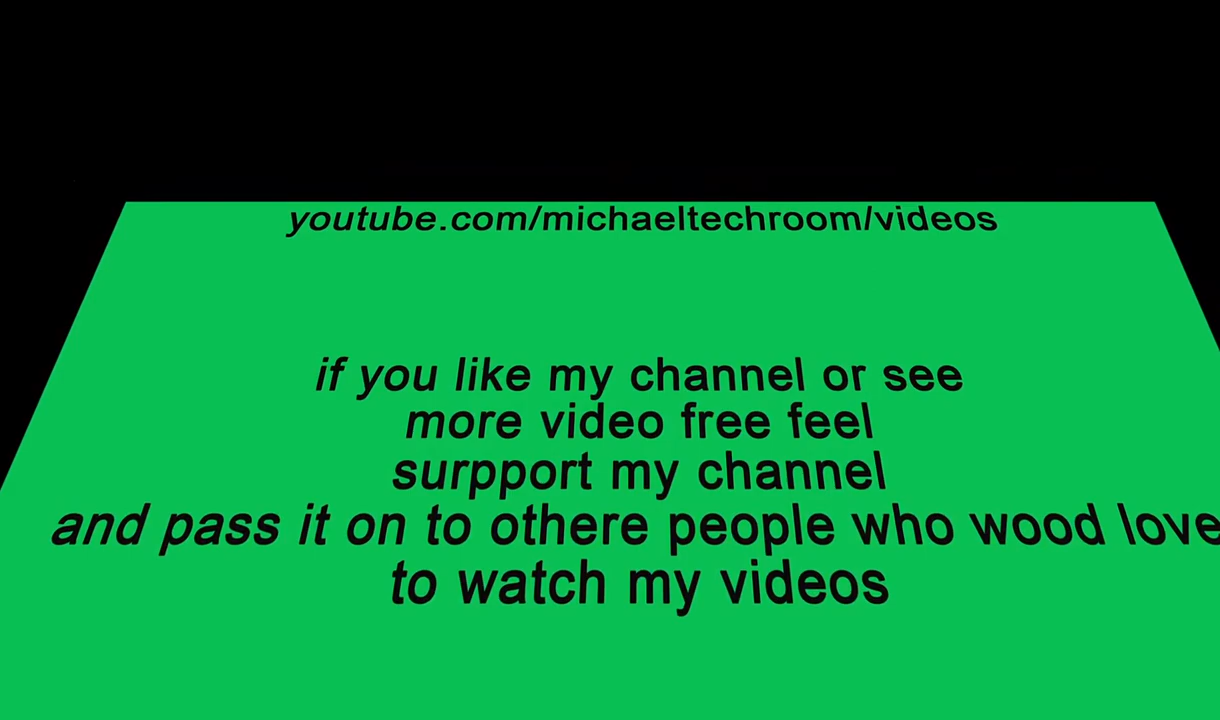 youtube.com/michaeltechroom/videos
if you like my channel or see
more video free feel
surpport my channel
and pass it on to othere people who wood love
to watch my videos